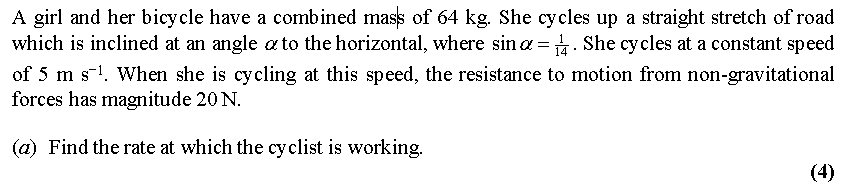 A girl and her bicycle have a combined mass of 64 kg. She cycles up a straight stretch of road
which is inclined at an angle α to the horizontal, where sin α = 1/14. She cycles at a constant speed
of 5 m s⁻¹. When she is cycling at this speed, the resistance to motion from non-gravitational
forces has magnitude 20 N.
(a) Find the rate at which the cyclist is working.
(4)